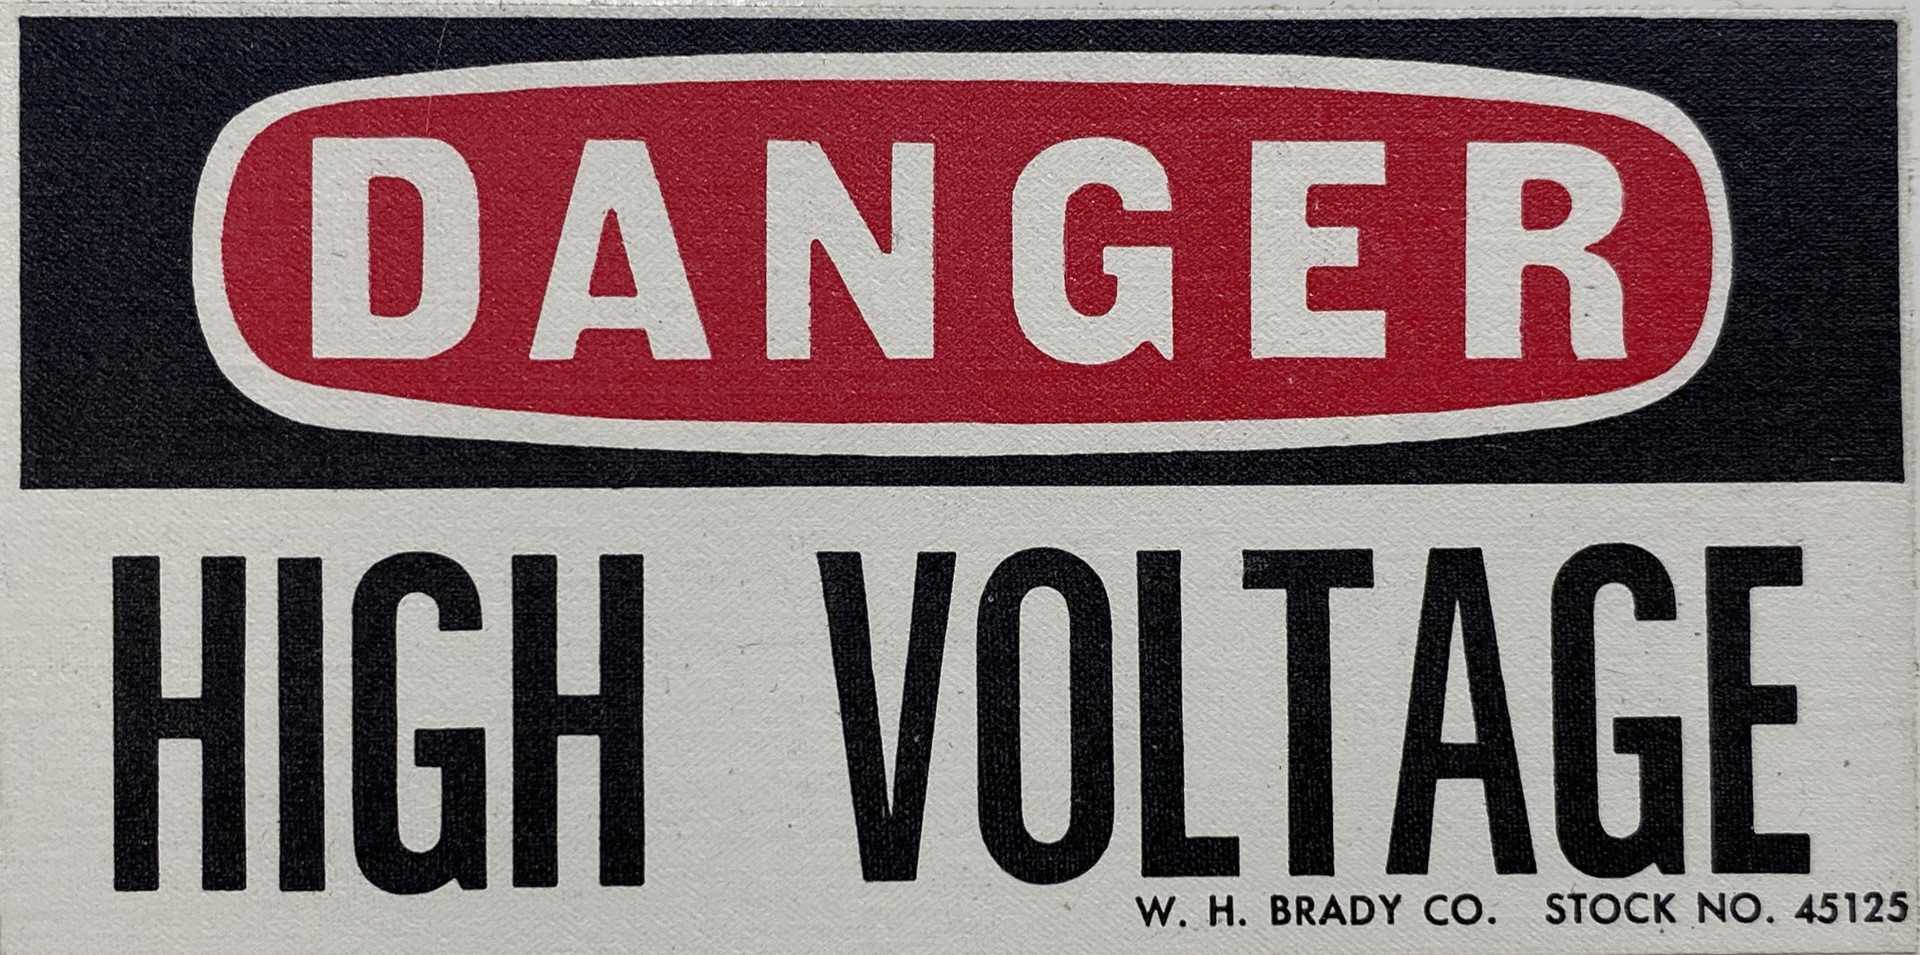 DANGER
HIGH VOLTAGE
W. H. BRADY CO. STOCK NO. 45125